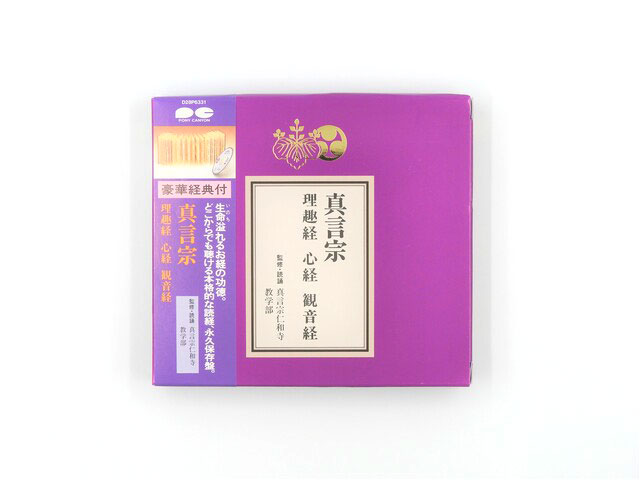 D28P6331
PONY CANYON
豪華経典付
生命溢れるお経の功徳。
いのち
どこからでも聴ける本格的な読経、永久保存盤。
真言宗
理趣経 心経 観音経
監修・読誦 真言宗仁和寺
教学部
真言宗
理趣経 心経 観音経
監修・読誦 真言宗仁和寺
教学部